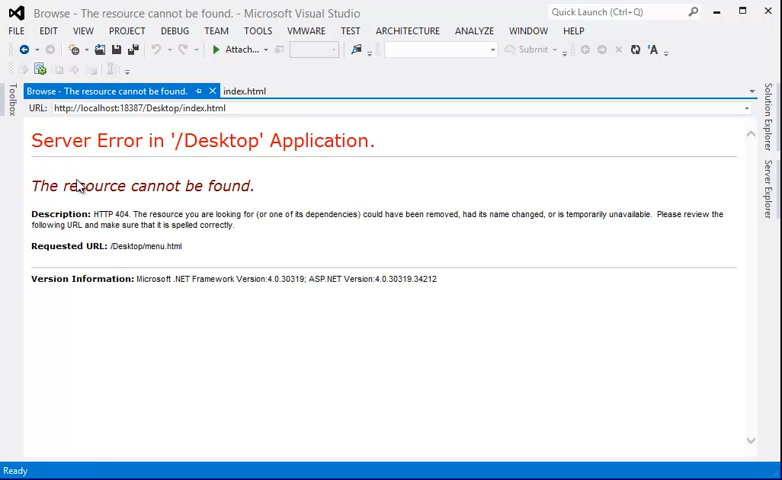 Browse - The resource cannot be found. - Microsoft Visual Studio
Quick Launch (Ctrl+Q)
FILE EDIT VIEW PROJECT DEBUG TEAM TOOLS VMWARE TEST ARCHITECTURE ANALYZE WINDOW HELP
Attach... Submit
Browse - The resource cannot be found. index.html
URL: http://localhost:18387/Desktop/index.html
Toolbox
Solution Explorer
Server Explorer
Server Error in '/Desktop' Application.
The resource cannot be found.
Description: HTTP 404. The resource you are looking for (or one of its dependencies) could have been removed, had its name changed, or is temporarily unavailable. Please review the
following URL and make sure that it is spelled correctly.
Requested URL: /Desktop/menu.html
Version Information: Microsoft .NET Framework Version:4.0.30319; ASP.NET Version:4.0.30319.34212
Ready